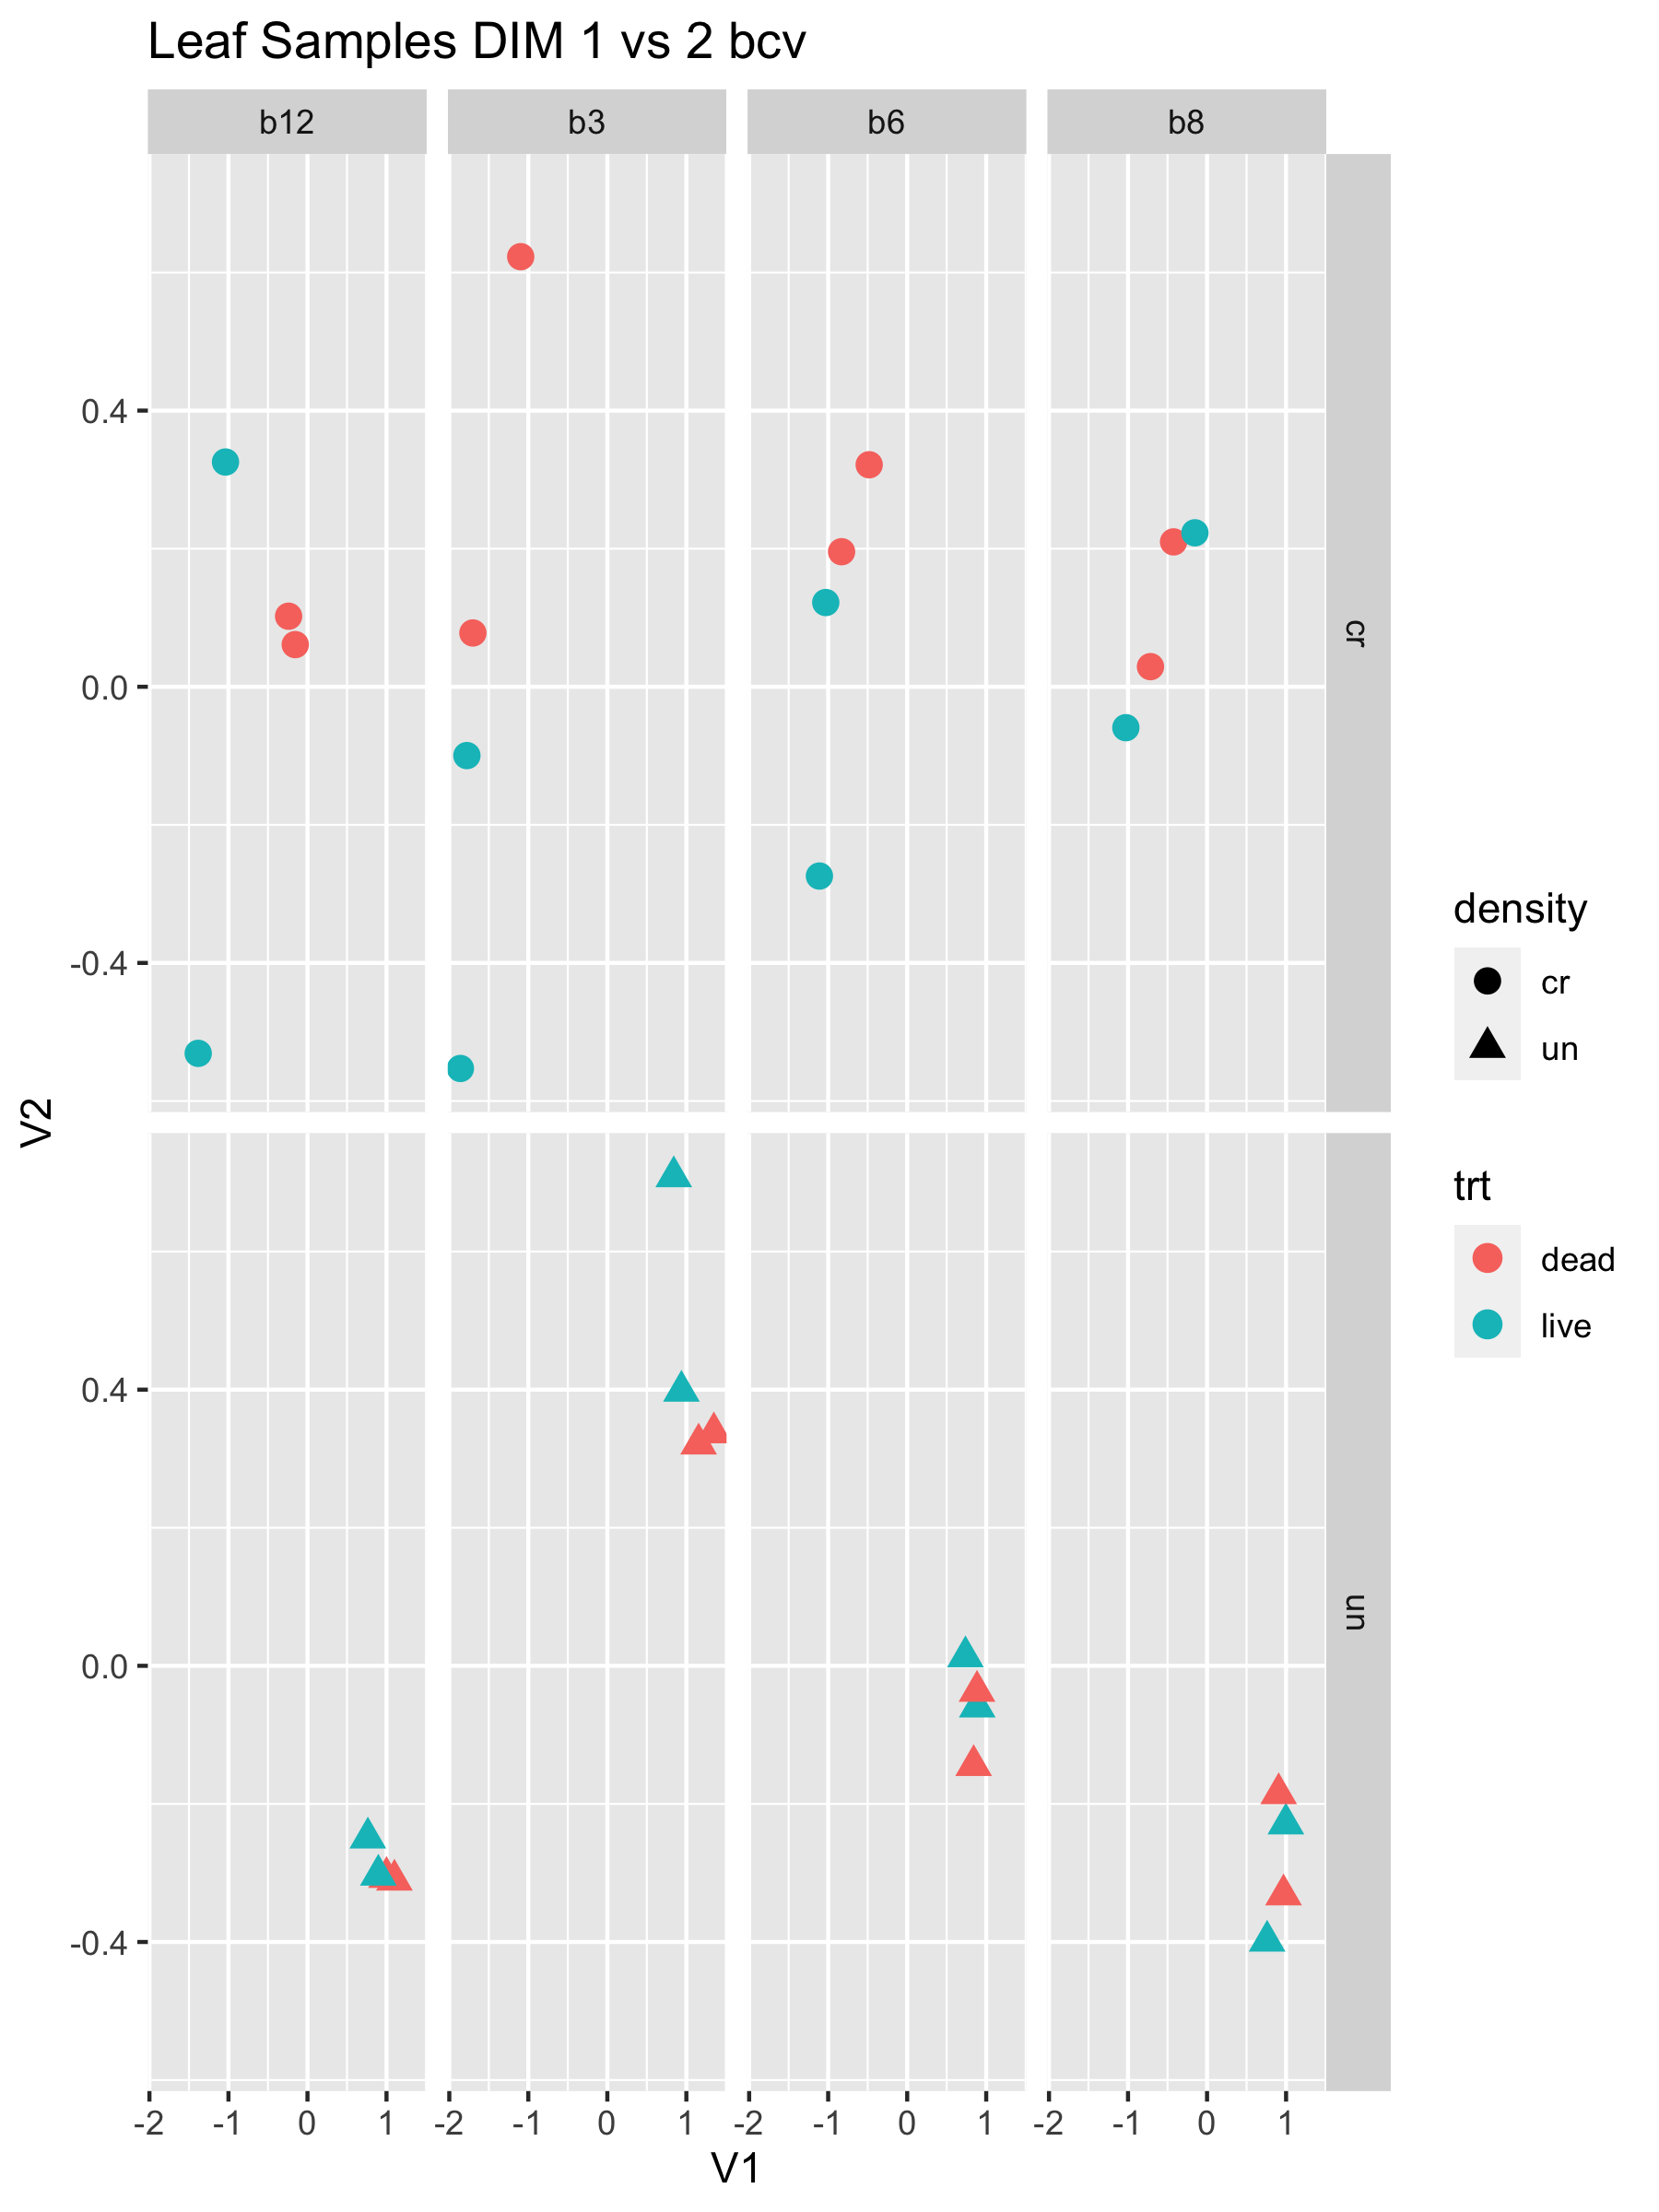 Leaf Samples DIM 1 vs 2 bcv
b12 b3 b6 b8
0.4
0.0
-0.4
cr
0.4
0.0
-0.4
un
V2
-2 -1 0 1 -2 -1 0 1 -2 -1 0 1 -2 -1 0 1
V1
density
cr
un
trt
dead
live